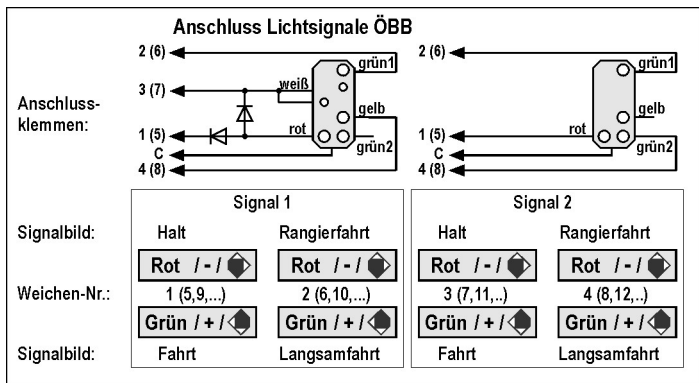 Anschluss Lichtsignale ÖBB
Anschluss-
klemmen:
2 (6)
grün1
weiß
3 (7)
gelb
1 (5)
rot
C
grün2
4 (8)
2 (6)
grün1
gelb
1 (5)
rot
C
grün2
4 (8)
Signal 1
Signal 2
Signalbild: Halt Rangierfahrt Halt Rangierfahrt
Rot / - / Rot / - / Rot / - / Rot / - /
Weichen-Nr.: 1 (5,9,...) 2 (6,10,...) 3 (7,11,..) 4 (8,12,..)
Grün / + / Grün / + / Grün / + / Grün / + /
Signalbild: Fahrt Langsamfahrt Fahrt Langsamfahrt